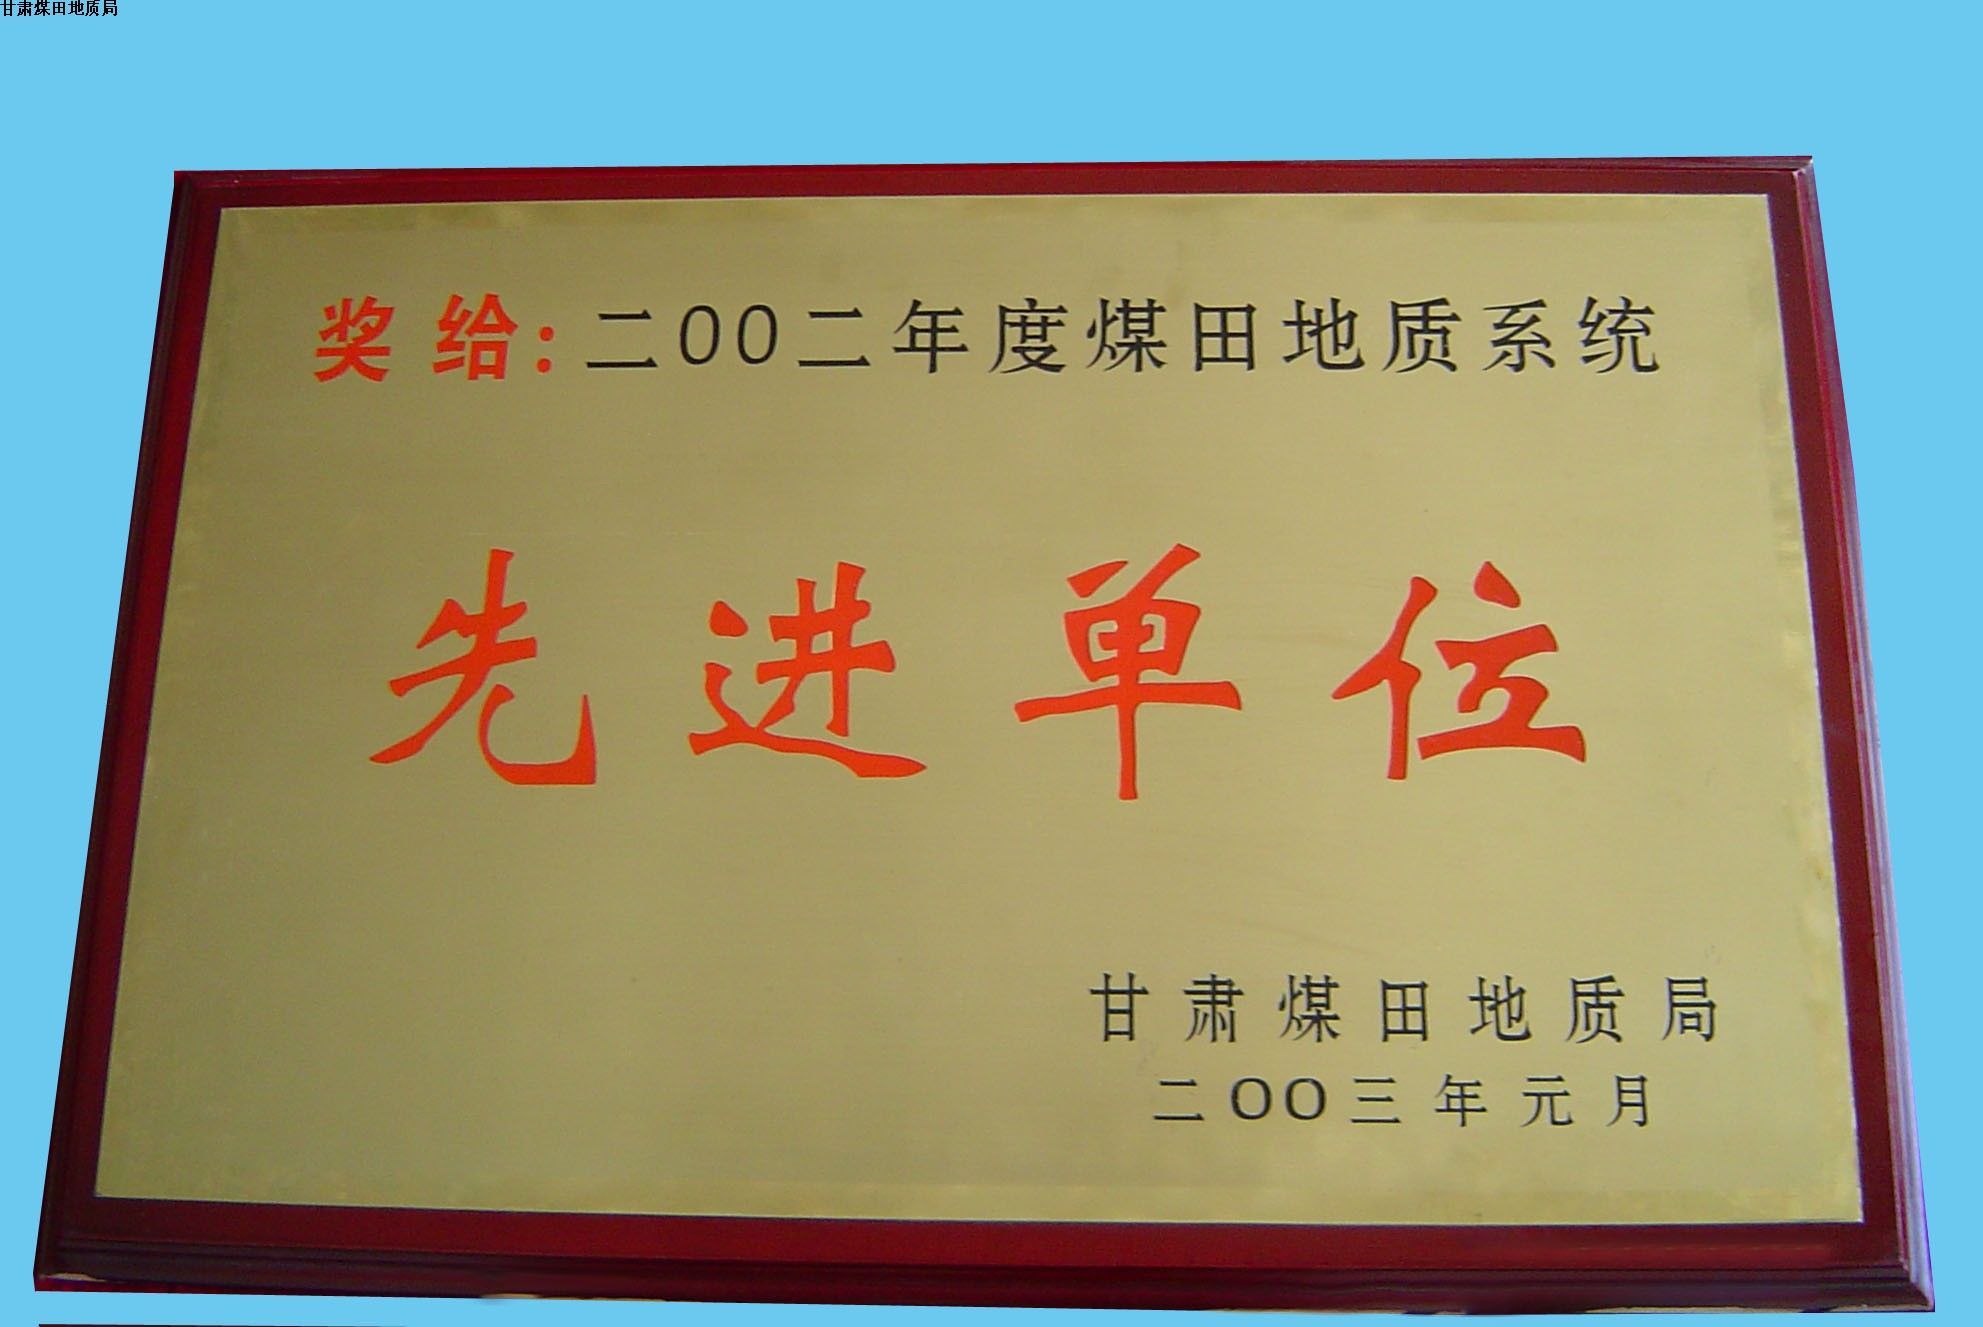 甘肃煤田地质局
奖给:二00二年度煤田地质系统
先进单位
甘肃煤田地质局
二OO三年元月